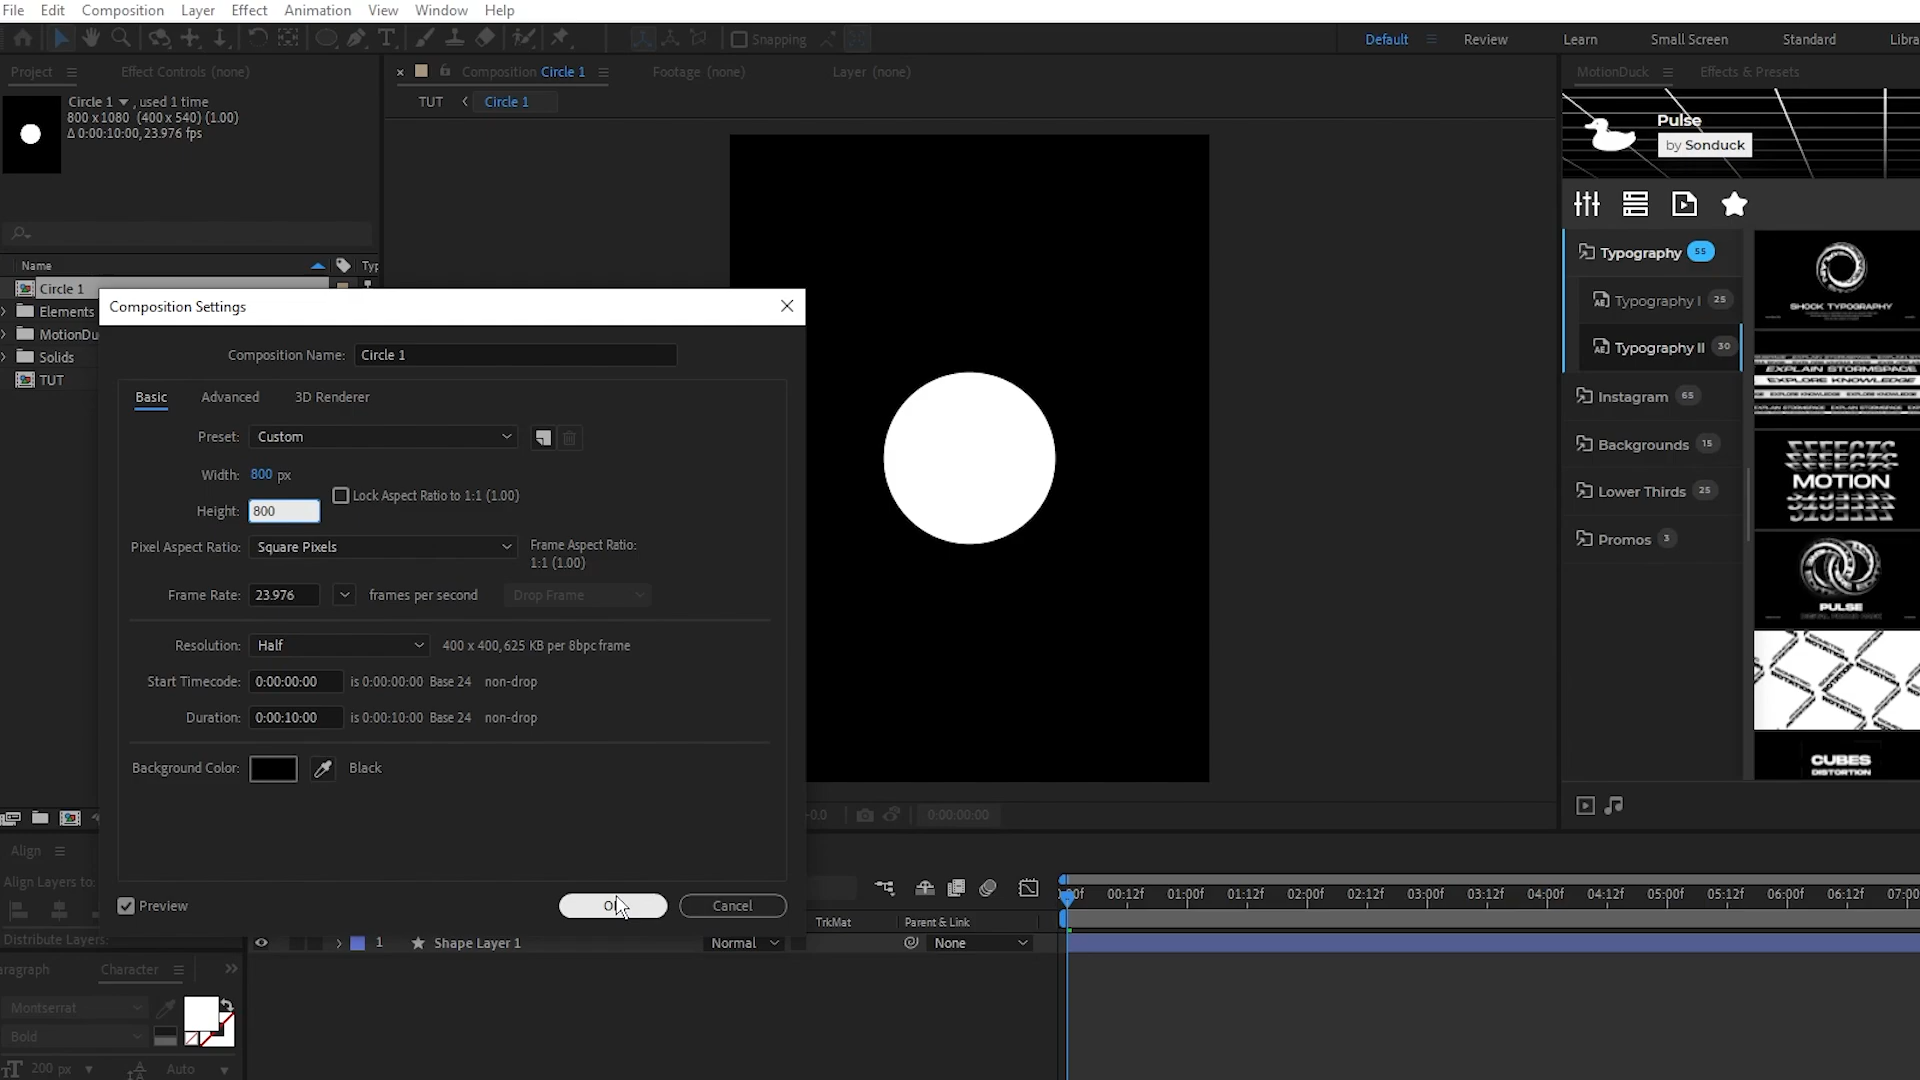 File Edit Composition Layer Effect Animation View Window Help
Snapping
Default Review Learn Small Screen Standard
Project Effect Controls (none)
Composition Circle 1 Footage (none) Layer (none)
MotionDuck Effects & Presets
Circle 1 , used 1 time
800 x 1080 (400 x 540) (1.00)
Δ 0:00:10:00, 23.976 fps
TUT Circle 1
Pulse
by Sonduck
Name
Circle 1
Elements
Solids
TUT
Composition Settings
Composition Name: Circle 1
Basic Advanced 3D Renderer
Preset: Custom
Width: 800 px
Lock Aspect Ratio to 1:1 (1.00)
Height: 800
Pixel Aspect Ratio: Square Pixels
Frame Aspect Ratio:
1:1 (1.00)
Frame Rate: 23.976 frames per second Drop Frame
Resolution: Half 400 x 400, 625 KB per 8bpc frame
Start Timecode: 0:00:00:00 is 0:00:00:00 Base 24 non-drop
Duration: 0:00:10:00 is 0:00:10:00 Base 24 non-drop
Background Color: Black
Preview Cancel
Typography 55
Typography I 25
Typography II 30
Instagram 65
Backgrounds 15
Lower Thirds 25
Promos 3
SHOCK TYPOGRAPHY
EXPLAIN STORMSPACE
EXPLORE KNOWLEDGE
EFFECTS
MOTION
PULSE
CUBES
DISTORTION
0:00:00:00
Align
Align Layers to:
Distribute Layers:
Character
Montserrat
Bold
200 px Auto
00:12f 01:00f 01:12f 02:00f 02:12f 03:00f 03:12f 04:00f 04:12f 05:00f 05:12f 06:00f 06:12f
TrkMat Parent & Link
1 Shape Layer 1 Normal None